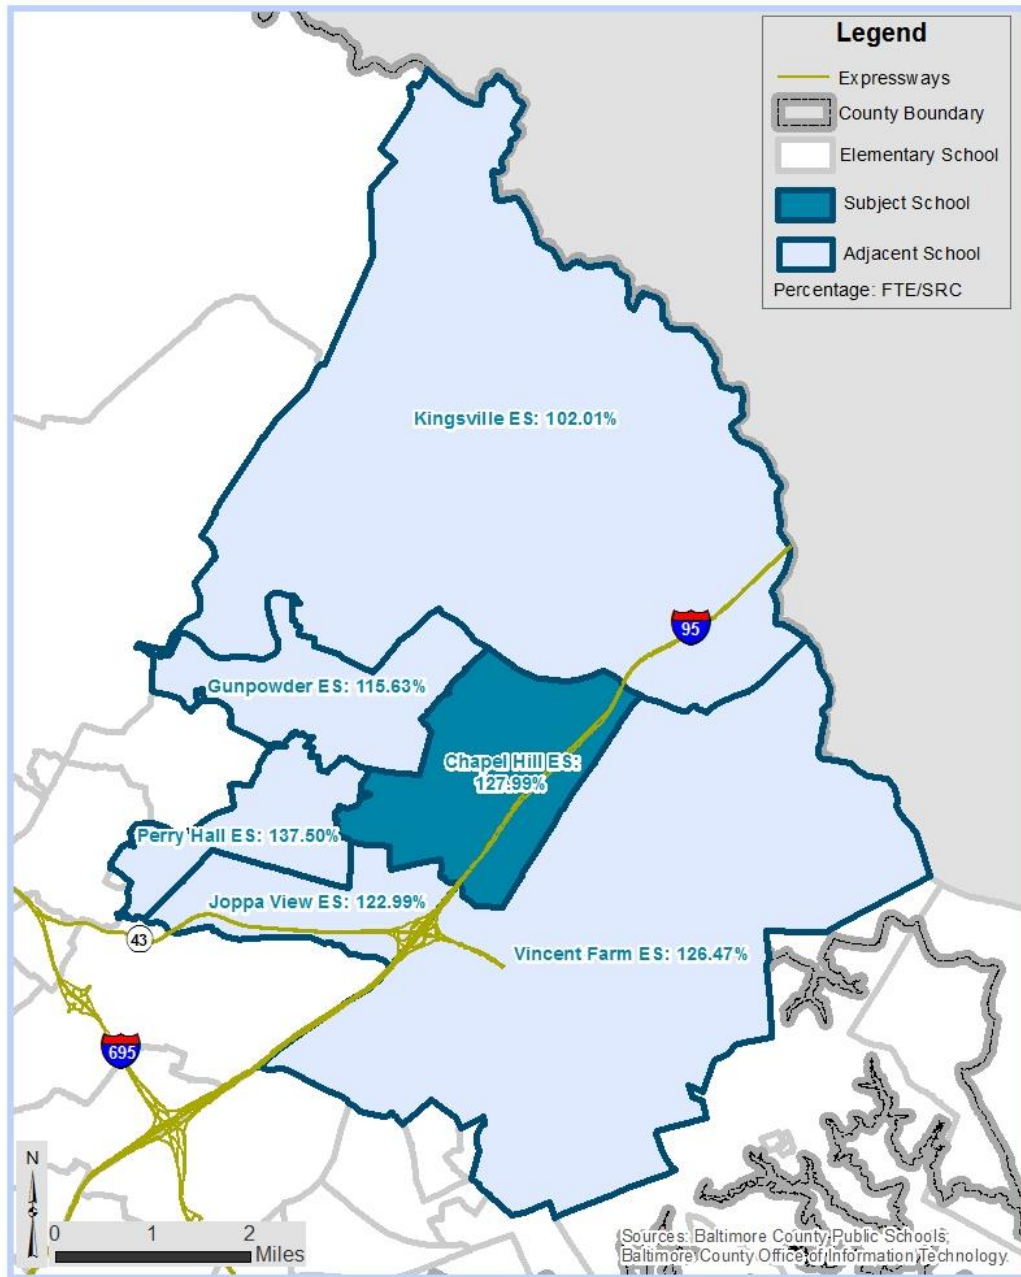 Legend
Expressways
County Boundary
Elementary School
Subject School
Adjacent School
Percentage: FTE/SRC
Kingsville ES: 102.01%
95
Gunpowder ES: 115.63%
Chapel Hill ES:
127.99%
Perry Hall ES: 137.50%
Joppa View ES: 122.99%
43
Vincent Farm ES: 126.47%
695
N
0 1 2
Miles
Sources: Baltimore County Public Schools;
Baltimore County Office of Information Technology.